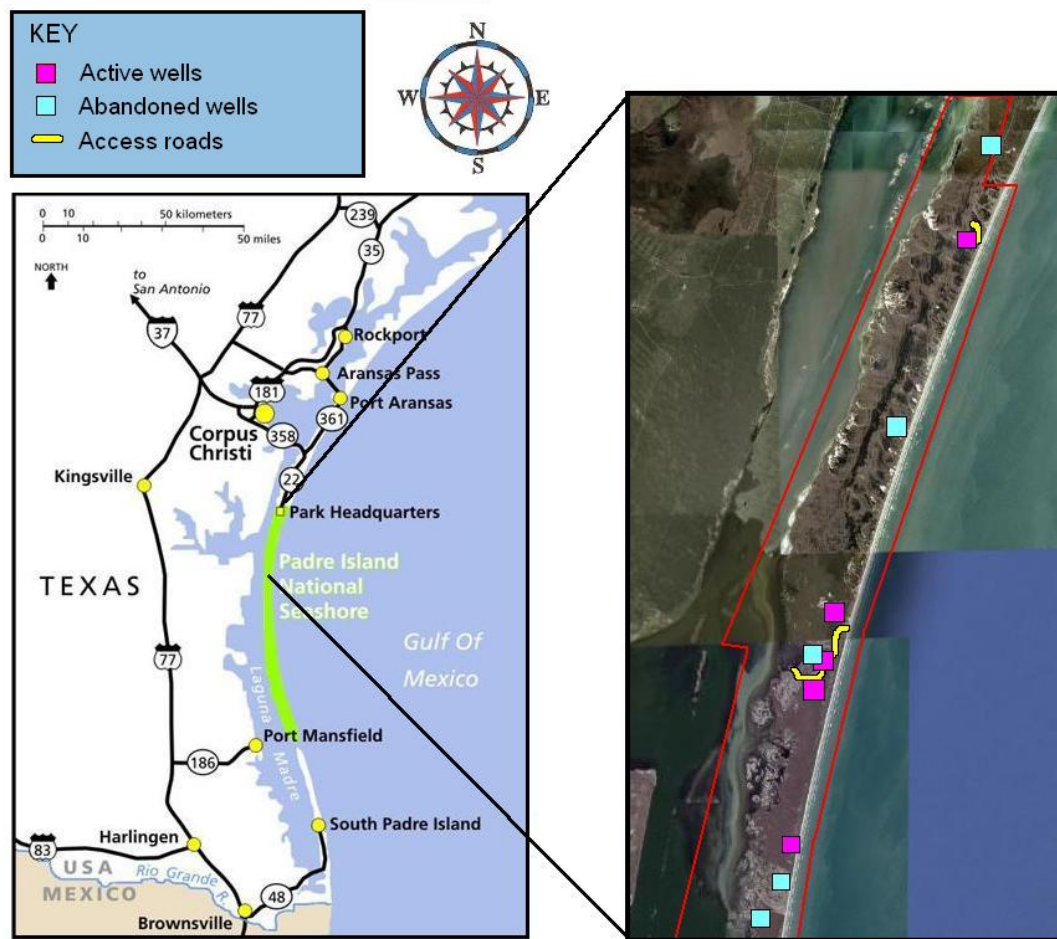 KEY
Active wells
Abandoned wells
Access roads
N
W
E
S
0 10 50 kilometers
0 10 50 miles
NORTH
to
San Antonio
239
35
77
37
Rockport
Aransas Pass
181
Port Aransas
361
Corpus
Christi
358
22
Kingsville
Park Headquarters
TEXAS
Padre Island
National
Seashore
Gulf Of
Mexico
77
Laguna Madre
Port Mansfield
186
South Padre Island
Harlingen
83
USA
MEXICO
Rio Grande R.
48
Brownsville